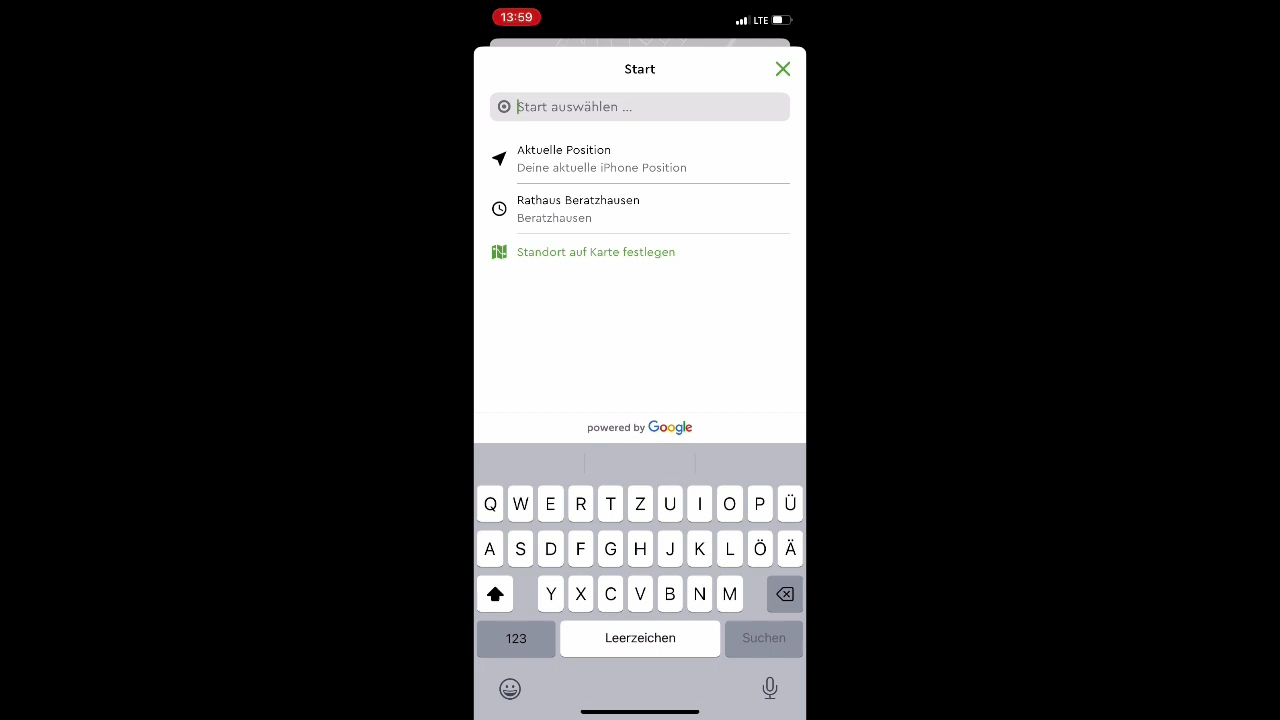 13:59
LTE
Start
Start auswählen ...
Aktuelle Position
Deine aktuelle iPhone Position
Rathaus Beratzhausen
Beratzhausen
Standort auf Karte festlegen
powered by Google
Q W E R T Z U I O P Ü
A S D F G H J K L Ö Ä
Y X C V B N M
123 Leerzeichen Suchen